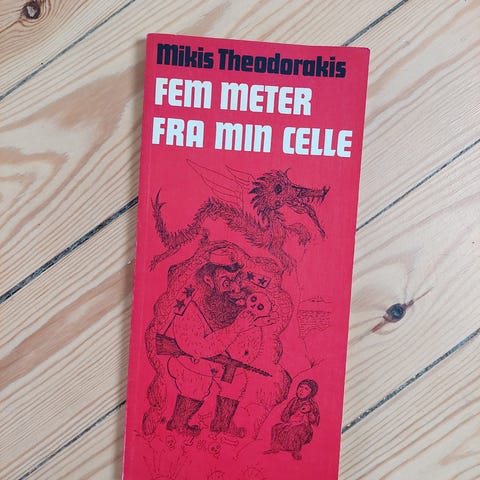 Mikis Theodorakis
FEM METER
FRA MIN CELLE